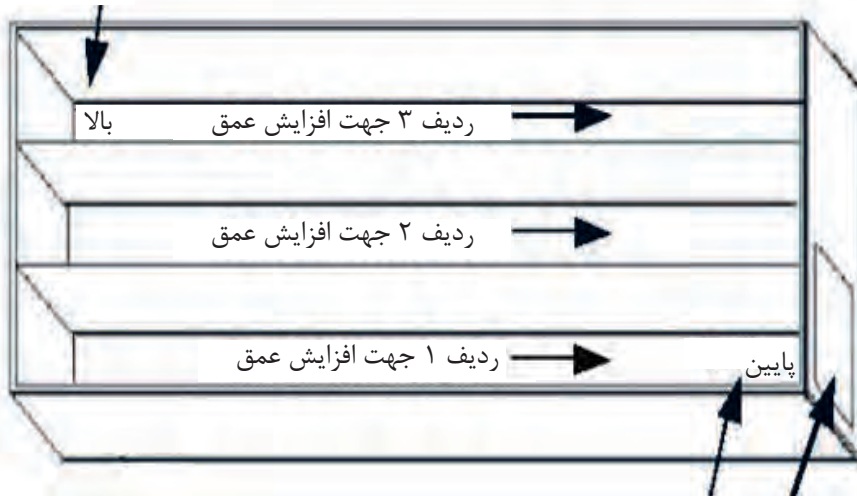 بالا
ردیف ۳ جهت افزایش عمق
ردیف ۲ جهت افزایش عمق
ردیف ۱ جهت افزایش عمق
پایین